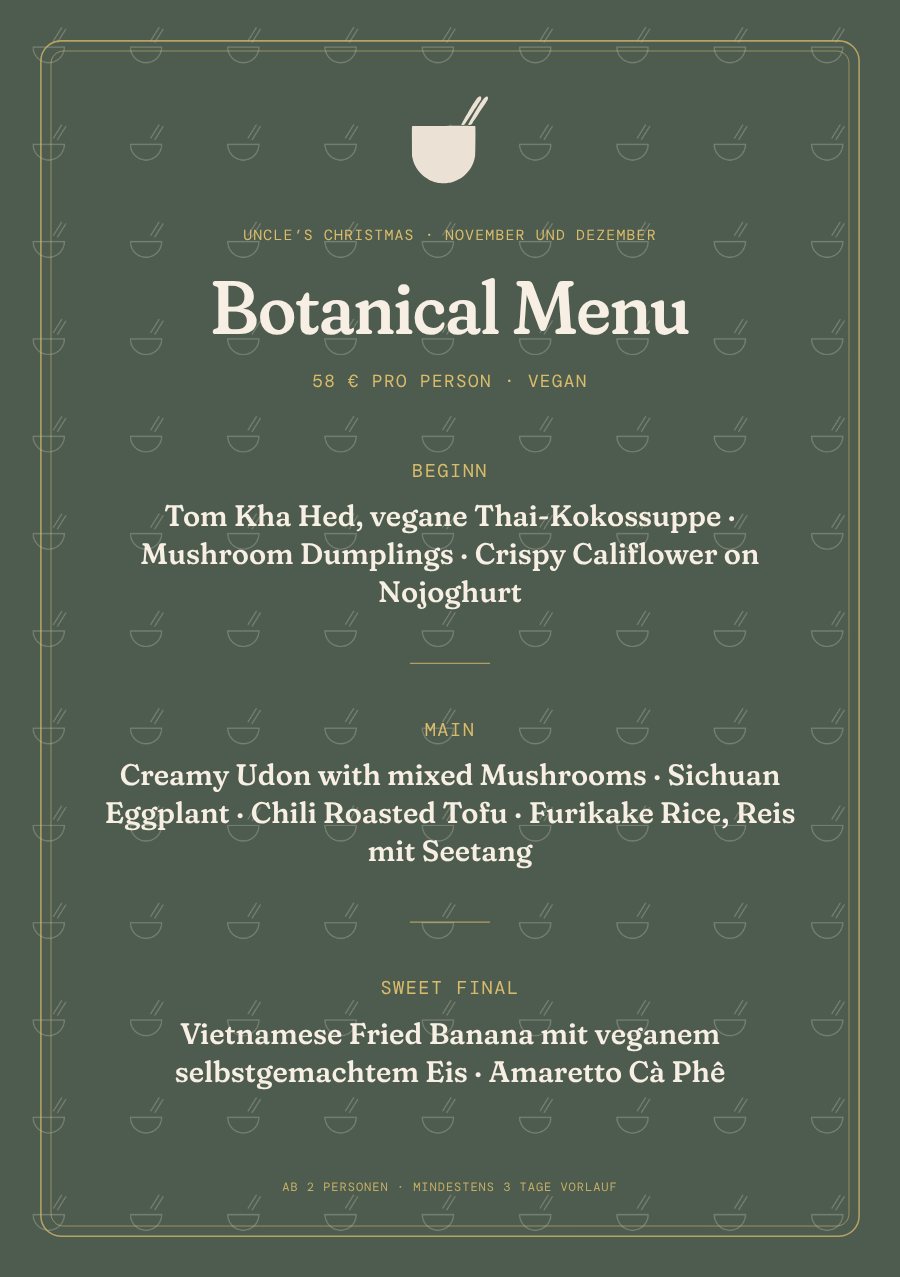 UNCLE’S CHRISTMAS · NOVEMBER UND DEZEMBER
Botanical Menu
58 € PRO PERSON · VEGAN
BEGINN
Tom Kha Hed, vegane Thai-Kokossuppe ·
Mushroom Dumplings · Crispy Califlower on
Nojoghurt
MAIN
Creamy Udon with mixed Mushrooms · Sichuan
Eggplant · Chili Roasted Tofu · Furikake Rice, Reis
mit Seetang
SWEET FINAL
Vietnamese Fried Banana mit veganem
selbstgemachtem Eis · Amaretto Cà Phê
AB 2 PERSONEN · MINDESTENS 3 TAGE VORLAUF